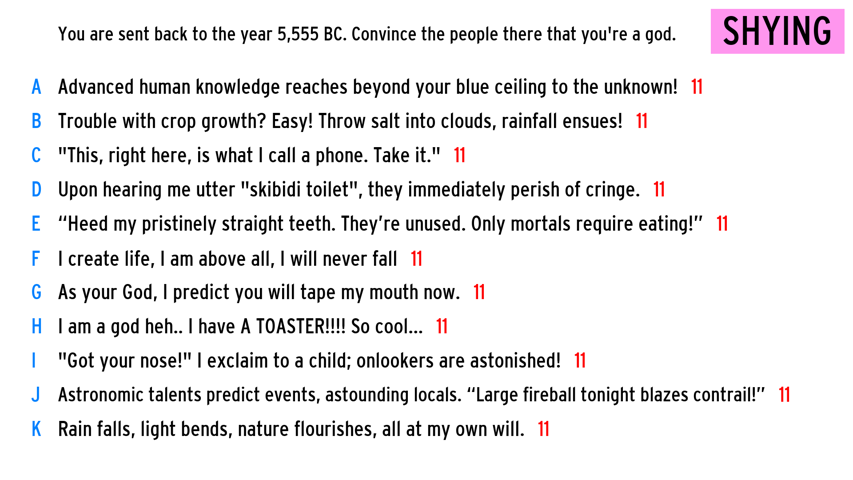 You are sent back to the year 5,555 BC. Convince the people there that you're a god.
SHYING
A Advanced human knowledge reaches beyond your blue ceiling to the unknown! 11
B Trouble with crop growth? Easy! Throw salt into clouds, rainfall ensues! 11
C "This, right here, is what I call a phone. Take it." 11
D Upon hearing me utter "skibidi toilet", they immediately perish of cringe. 11
E “Heed my pristinely straight teeth. They’re unused. Only mortals require eating!” 11
F I create life, I am above all, I will never fall 11
G As your God, I predict you will tape my mouth now. 11
H I am a god heh.. I have A TOASTER!!!! So cool... 11
I "Got your nose!" I exclaim to a child; onlookers are astonished! 11
J Astronomic talents predict events, astounding locals. “Large fireball tonight blazes contrail!” 11
K Rain falls, light bends, nature flourishes, all at my own will. 11